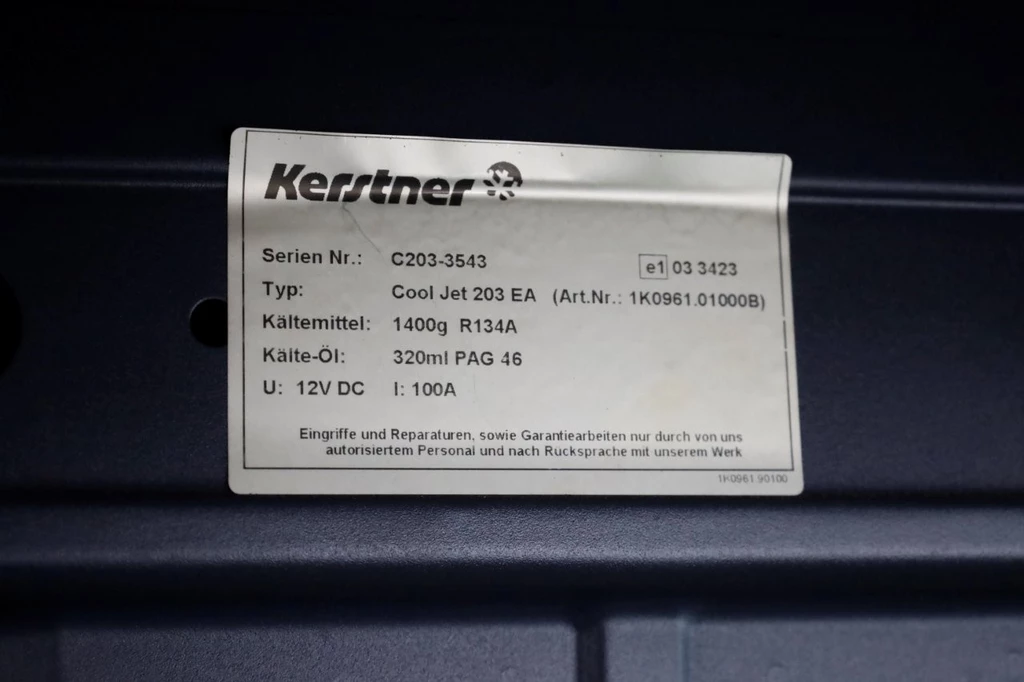 Kerstner
Serien Nr.: C203-3543 e1 03 3423
Typ: Cool Jet 203 EA (Art.Nr.: 1K0961.01000B)
Kältemittel: 1400g R134A
Kälte-Öl: 320ml PAG 46
U: 12V DC I: 100A
Eingriffe und Reparaturen, sowie Garantiearbeiten nur durch von uns
autorisiertem Personal und nach Rücksprache mit unserem Werk
1K0961.90100